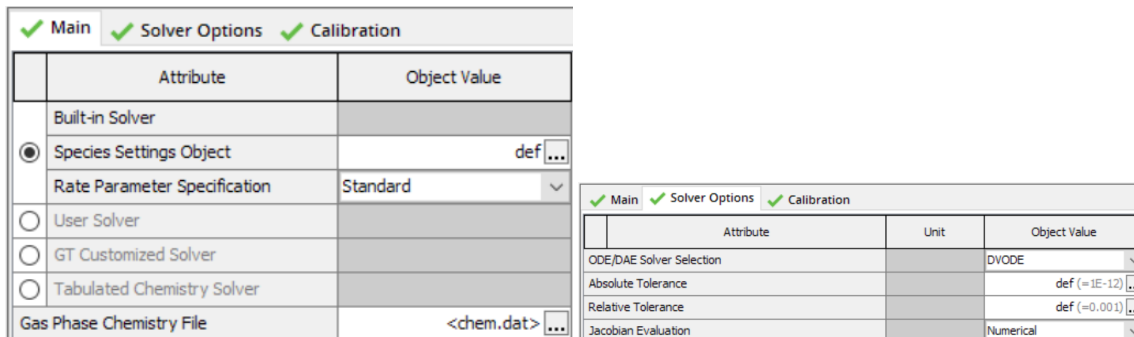 Main Solver Options Calibration
Attribute Object Value
Built-in Solver
Species Settings Object def ...
Rate Parameter Specification Standard
User Solver
GT Customized Solver
Tabulated Chemistry Solver
Gas Phase Chemistry File <chem.dat> ...
Main Solver Options Calibration
Attribute Unit Object Value
ODE/DAE Solver Selection DVODE
Absolute Tolerance def (=1E-12) ...
Relative Tolerance def (=0.001) ...
Jacobian Evaluation Numerical